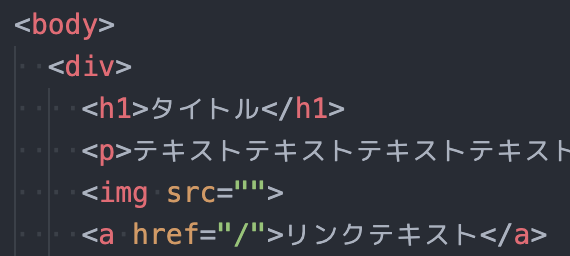 <body>
<div>
<h1>タイトル</h1>
<p>テキストテキストテキストテキスト
<img src="">
<a href="/">リンクテキスト</a>